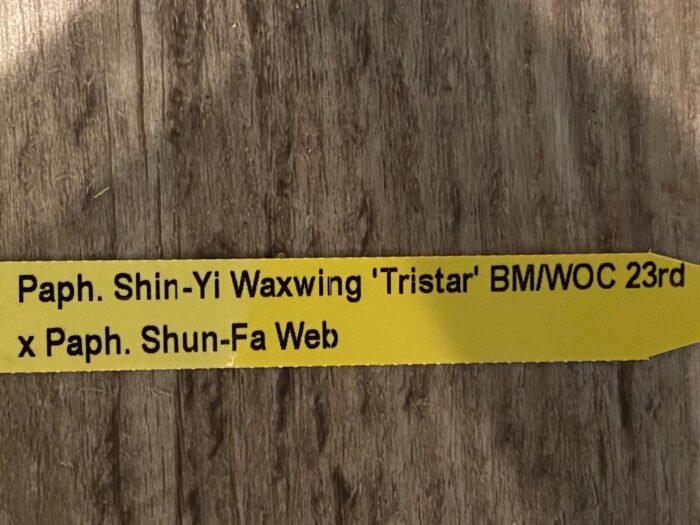 Paph. Shin-Yi Waxwing 'Tristar' BM/WOC 23rd
x Paph. Shun-Fa Web